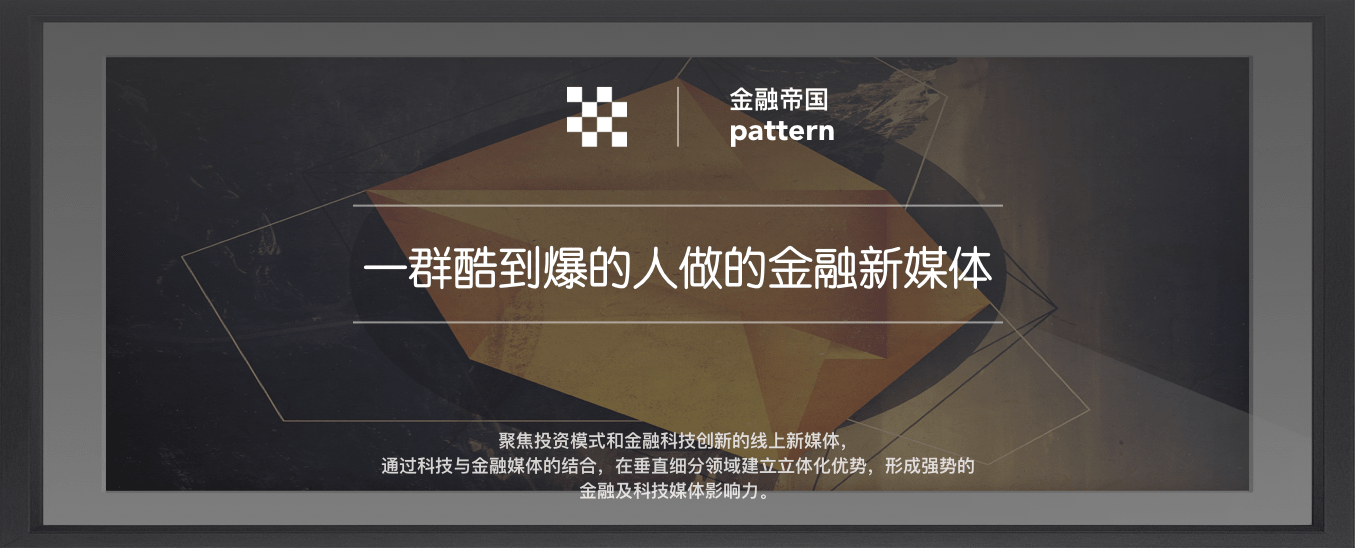 金融帝国
pattern
一群酷到爆的人做的金融新媒体
聚焦投资模式和金融科技创新的线上新媒体，
通过科技与金融媒体的结合，在垂直细分领域建立立体化优势，形成强势的
金融及科技媒体影响力。